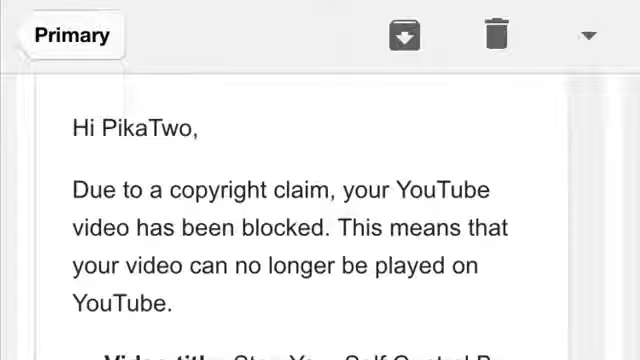 Primary
Hi PikaTwo,
Due to a copyright claim, your YouTube
video has been blocked. This means that
your video can no longer be played on
YouTube.